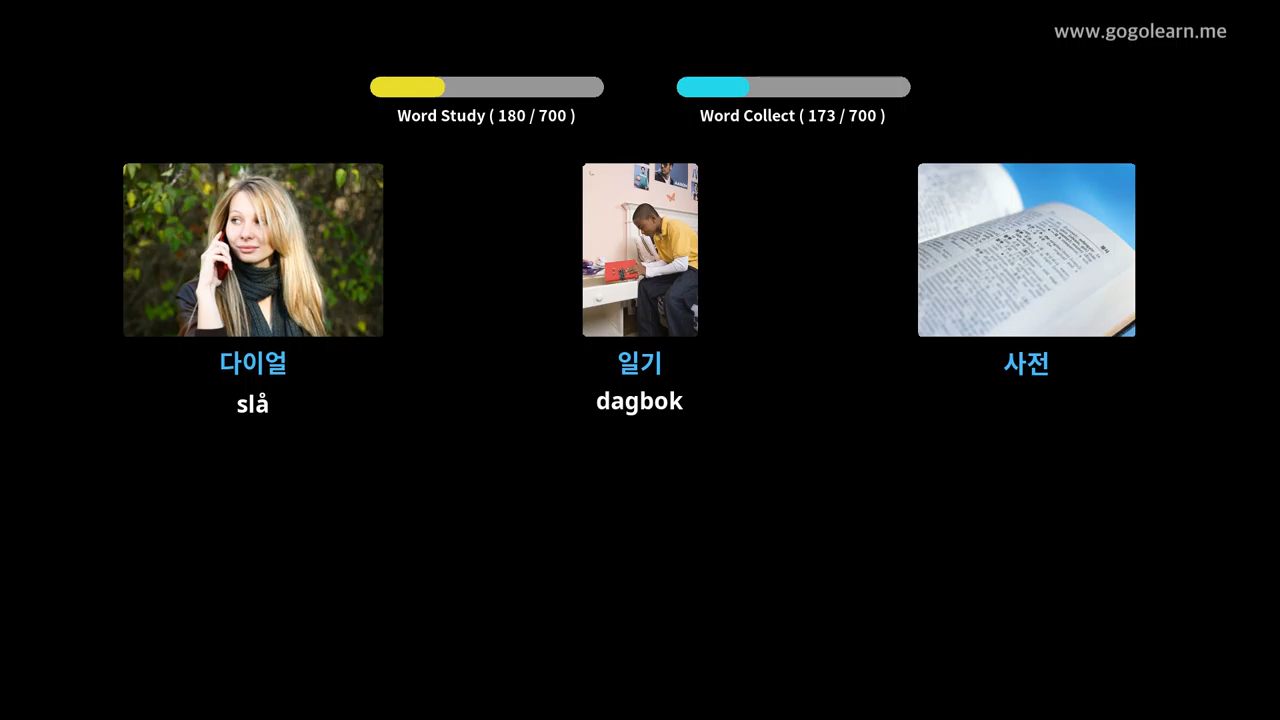 www.gogolearn.me
Word Study ( 180 / 700 )
Word Collect ( 173 / 700 )
다이얼
일기
사전
slå
dagbok